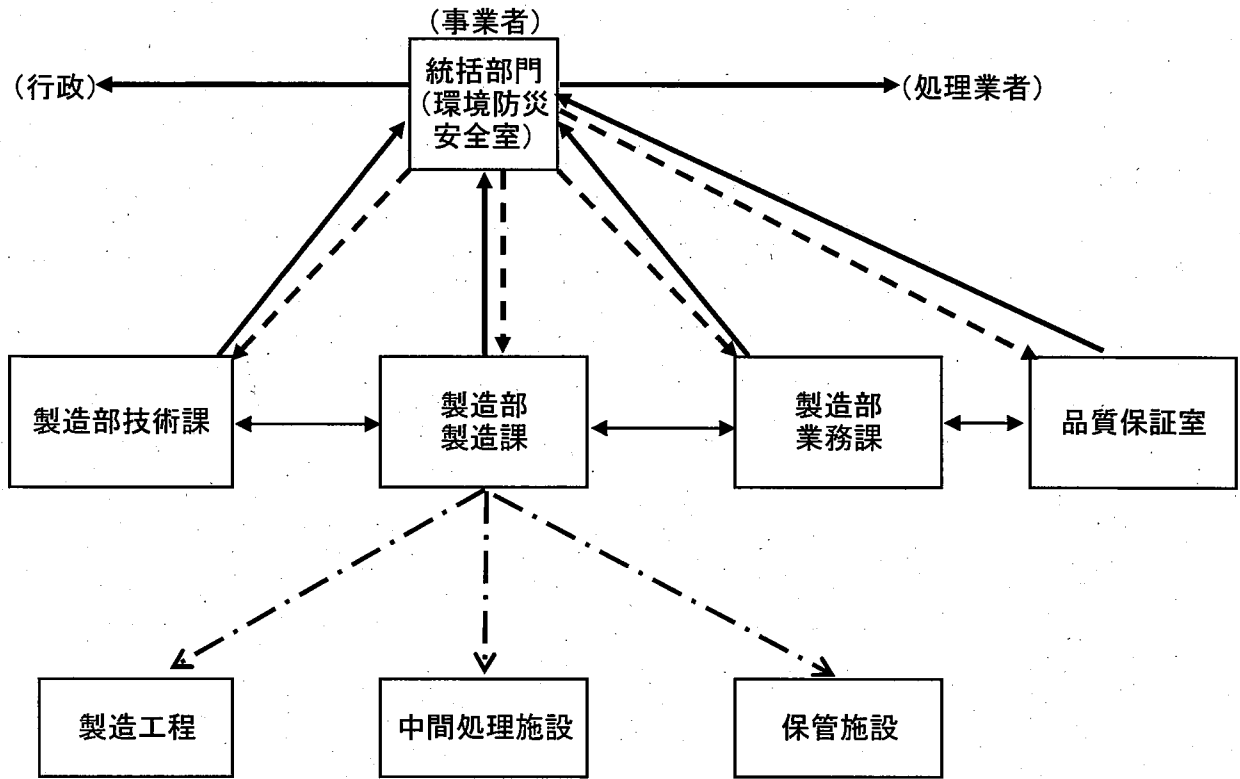 (事業者)
統括部門
(環境防災
安全室)
(行政)
(処理業者)
製造部技術課
製造部
製造課
製造部
業務課
品質保証室
製造工程
中間処理施設
保管施設